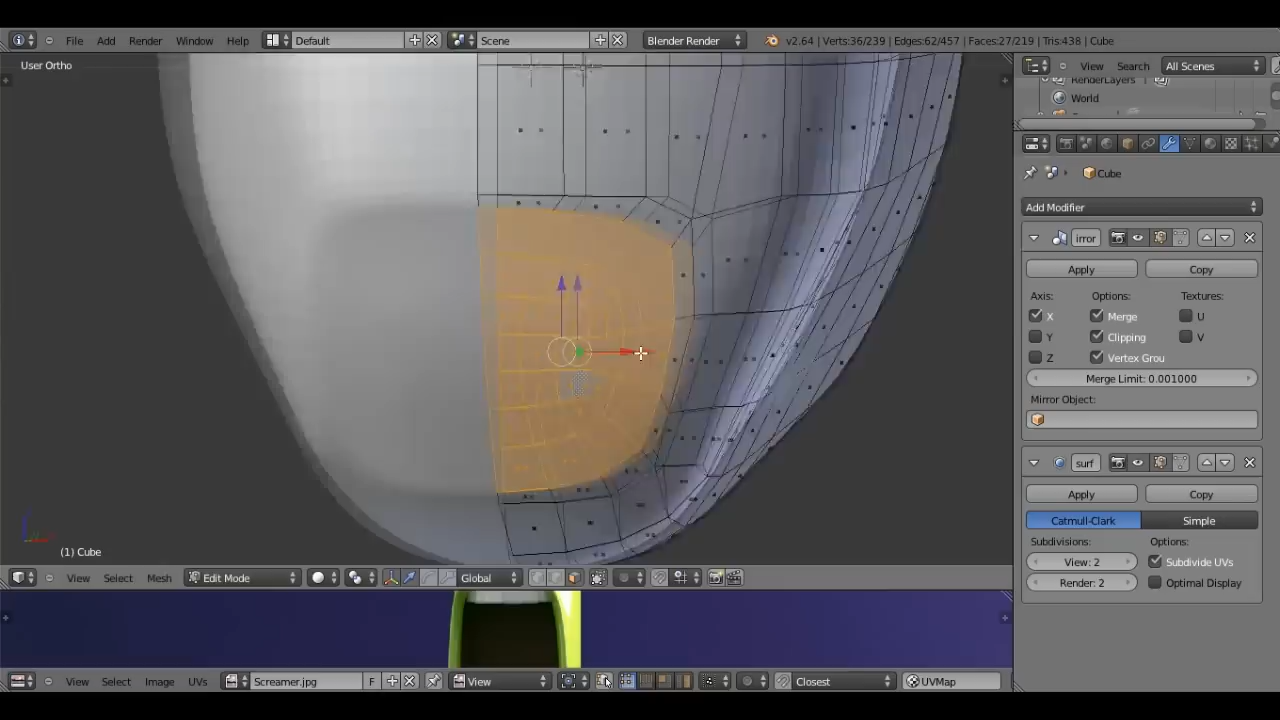 File Add Render Window Help Default Scene Blender Render v2.64 | Verts:36/239 | Edges:62/457 | Faces:27/219 | Tris:438 | Cube
User Ortho
View Search All Scenes
RenderLayers
World
Cube
Add Modifier
irror
Apply Copy
Axis: Options: Textures:
X Merge U
Y Clipping V
Z Vertex Grou
Merge Limit: 0.001000
Mirror Object:
surf
Apply Copy
Catmull-Clark Simple
Subdivisions: Options:
View: 2 Subdivide UVs
Render: 2 Optimal Display
(1) Cube
View Select Mesh Edit Mode Global
View Select Image UVs Screamer.jpg F View Closest UVMap